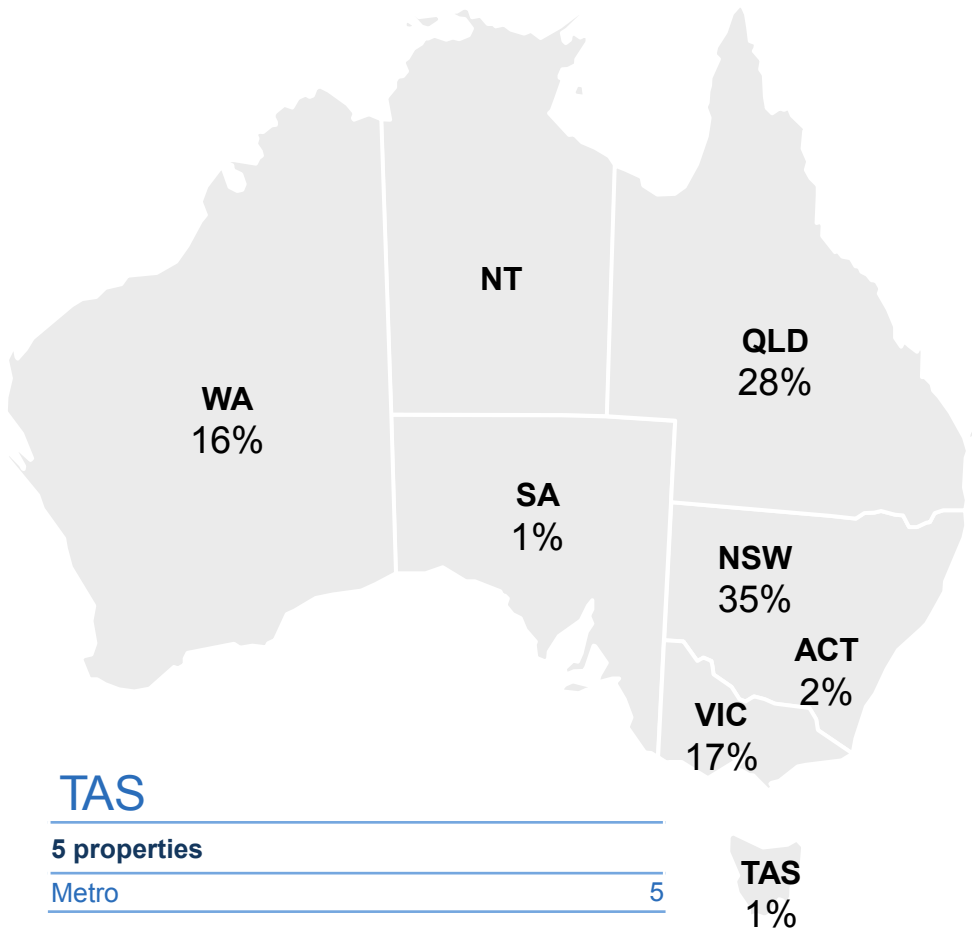 NT
QLD
28%
WA
16%
SA
1%
NSW
35%
ACT
2%
VIC
17%
TAS
5 properties
Metro 5
TAS
1%